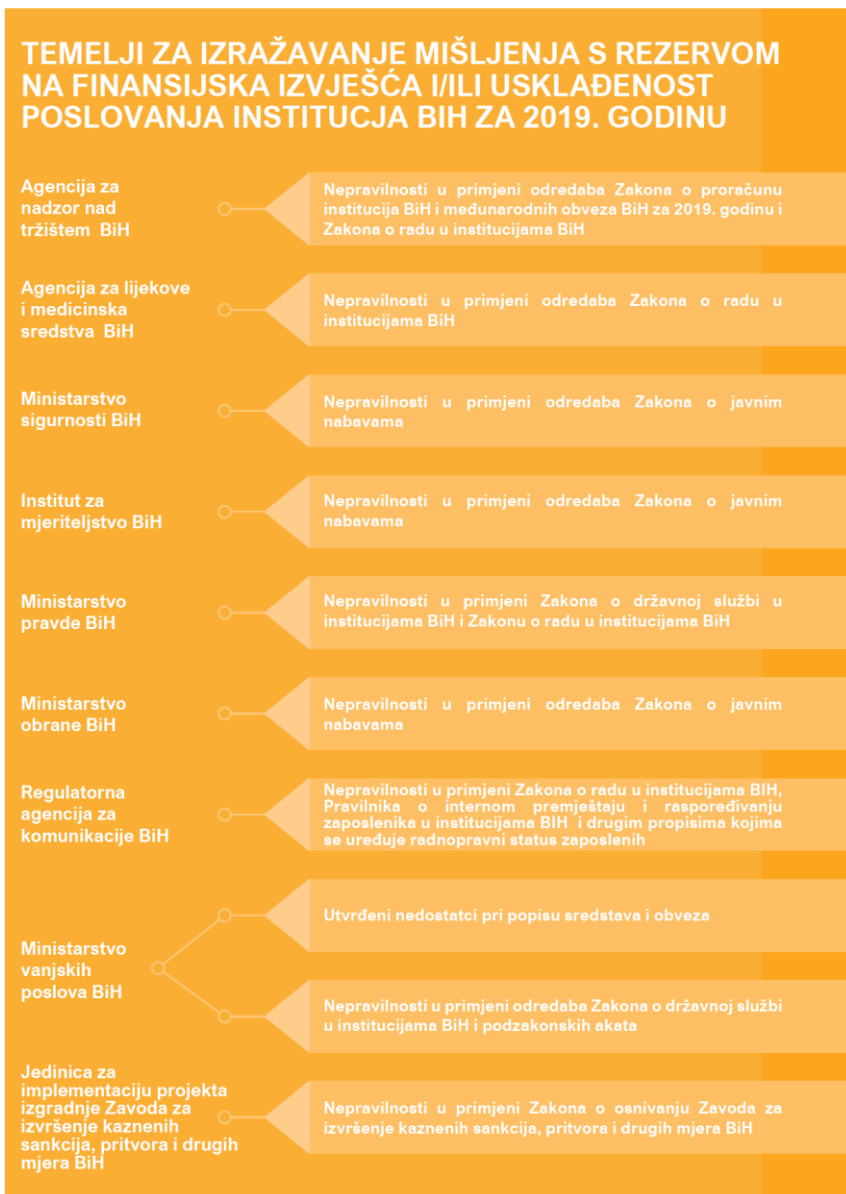 TEMELJI ZA IZRAŽAVANJE MIŠLJENJA S REZERVOM
NA FINANSIJSKA IZVJEŠĆA I/ILI USKLAĐENOST
POSLOVANJA INSTITUCJA BIH ZA 2019. GODINU
Agencija za
nadzor nad
tržištem BiH
Nepravilnosti u primjeni odredaba Zakona o proračunu
institucija BiH i međunarodnih obveza BiH za 2019. godinu i
Zakona o radu u institucijama BiH
Agencija za lijekove
i medicinska
sredstva BiH
Nepravilnosti u primjeni odredaba Zakona o radu u
institucijama BiH
Ministarstvo
sigurnosti BiH
Nepravilnosti u primjeni odredaba Zakona o javnim
nabavama
Institut za
mjeriteljstvo BiH
Nepravilnosti u primjeni odredaba Zakona o javnim
nabavama
Ministarstvo
pravde BiH
Nepravilnosti u primjeni Zakona o državnoj službi u
institucijama BiH i Zakonu o radu u institucijama BiH
Ministarstvo
obrane BiH
Nepravilnosti u primjeni odredaba Zakona o javnim
nabavama
Regulatorna
agencija za
komunikacije BiH
Nepravilnosti u primjeni Zakona o radu u institucijama BIH,
Pravilnika o internom premještaju i raspoređivanju
zaposlenika u institucijama BIH i drugim propisima kojima
se uređuje radnopravni status zaposlenih
Ministarstvo
vanjskih
poslova BiH
Utvrđeni nedostatci pri popisu sredstava i obveza
Nepravilnosti u primjeni odredaba Zakona o državnoj službi
u institucijama BiH i podzakonskih akata
Jedinica za
implementaciju projekta
izgradnje Zavoda za
izvršenje kaznenih
sankcija, pritvora i drugih
mjera BiH
Nepravilnosti u primjeni Zakona o osnivanju Zavoda za
izvršenje kaznenih sankcija, pritvora i drugih mjera BiH